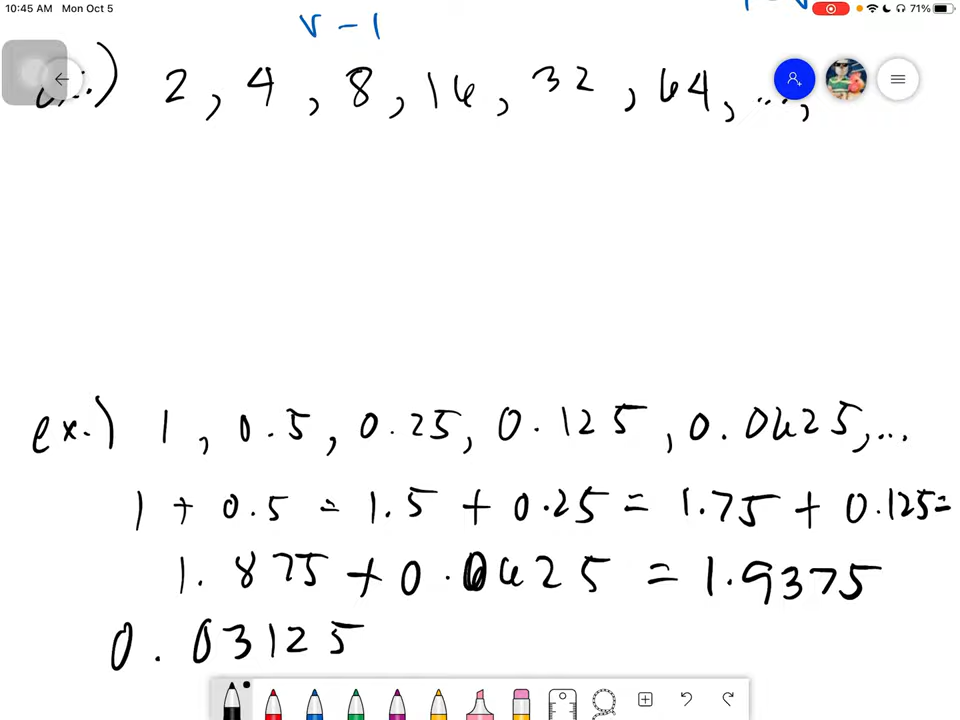 10:45 AM Mon Oct 5
71%
r - 1
ex.) 2, 4, 8, 16, 32, 64, ...,
ex.) 1, 0.5, 0.25, 0.125, 0.0625, ...
1 + 0.5 = 1.5 + 0.25 = 1.75 + 0.125 =
1.875 + 0.0625 = 1.9375
0.03125